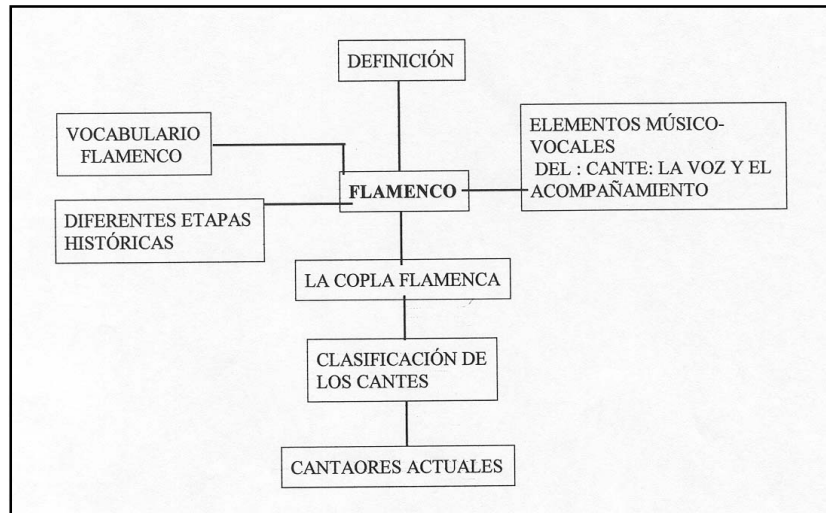 DEFINICIÓN
VOCABULARIO
FLAMENCO
ELEMENTOS MÚSICO-
VOCALES
DEL : CANTE: LA VOZ Y EL
ACOMPAÑAMIENTO
FLAMENCO
DIFERENTES ETAPAS
HISTÓRICAS
LA COPLA FLAMENCA
CLASIFICACIÓN DE
LOS CANTES
CANTAORES ACTUALES